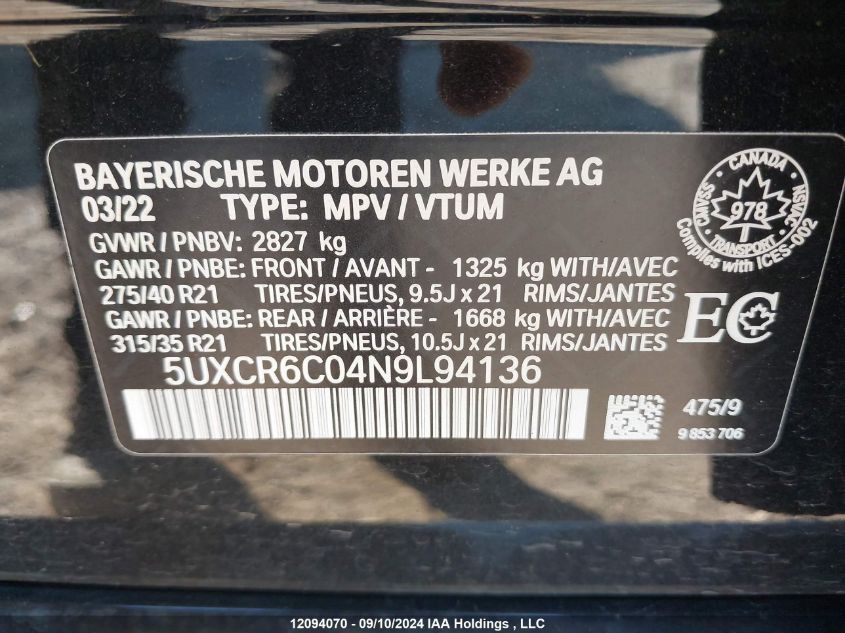 BAYERISCHE MOTOREN WERKE AG
03/22 TYPE: MPV / VTUM
GVWR / PNBV: 2827 kg
GAWR / PNBE: FRONT / AVANT - 1325 kg WITH/AVEC
275/40 R21 TIRES/PNEUS, 9.5J x 21 RIMS/JANTES
GAWR / PNBE: REAR / ARRIÈRE - 1668 kg WITH/AVEC
315/35 R21 TIRES/PNEUS, 10.5J x 21 RIMS/JANTES
5UXCR6C04N9L94136
CANADA
CMVSS
NSVAC
978
TRANSPORT
Complies with ICES-002
EC
475/9
9 853 706
12094070 - 09/10/2024 IAA Holdings , LLC